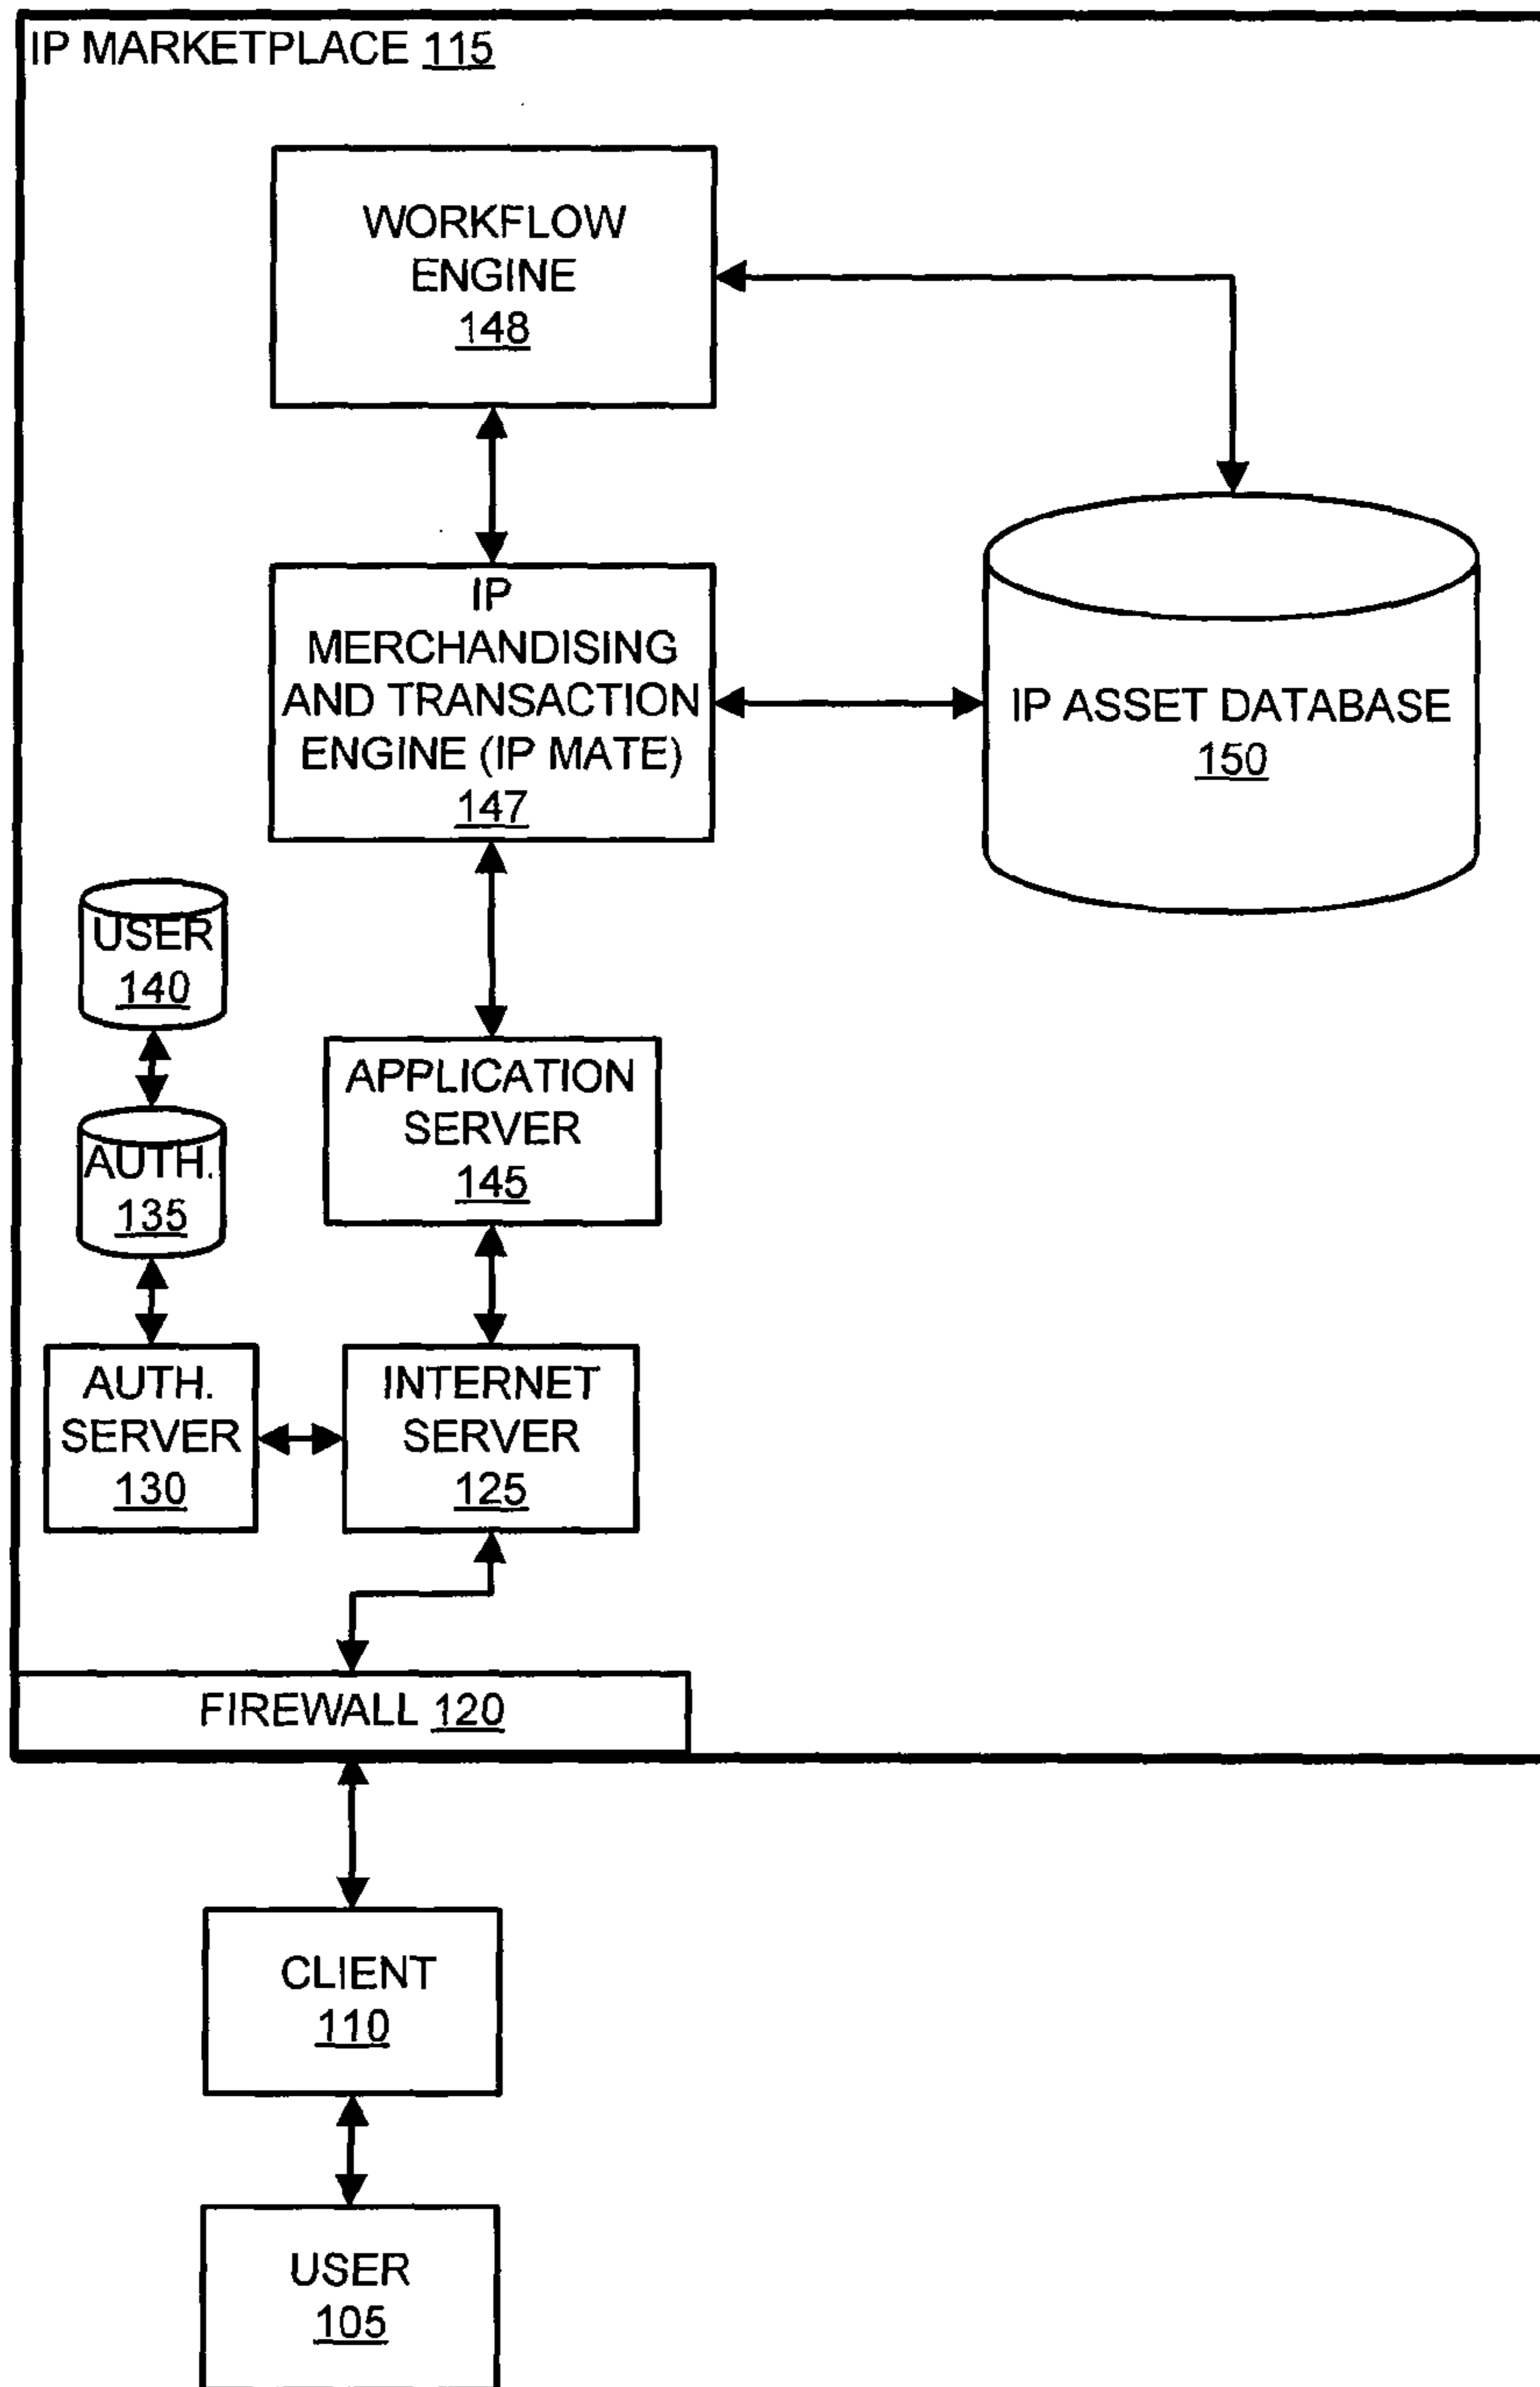 IP MARKETPLACE 115
WORKFLOW
ENGINE
148
IP
MERCHANDISING
AND TRANSACTION
ENGINE (IP MATE)
147
IP ASSET DATABASE
150
USER
140
APPLICATION
SERVER
145
AUTH.
135
AUTH.
SERVER
130
INTERNET
SERVER
125
FIREWALL 120
CLIENT
110
USER
105